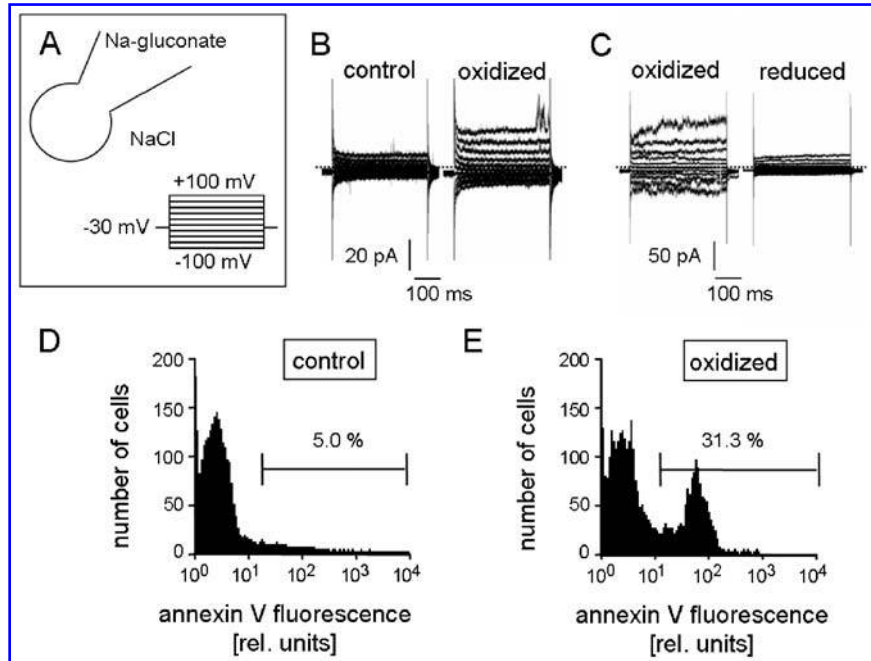 A
Na-gluconate
NaCl
+100 mV
-30 mV
-100 mV
B
control
oxidized
20 pA
100 ms
C
oxidized
reduced
50 pA
100 ms
D
control
number of cells
200
150
100
50
0
5.0 %
10⁰
10¹
10²
10³
10⁴
annexin V fluorescence
[rel. units]
E
oxidized
number of cells
200
150
100
50
0
31.3 %
10⁰
10¹
10²
10³
10⁴
annexin V fluorescence
[rel. units]